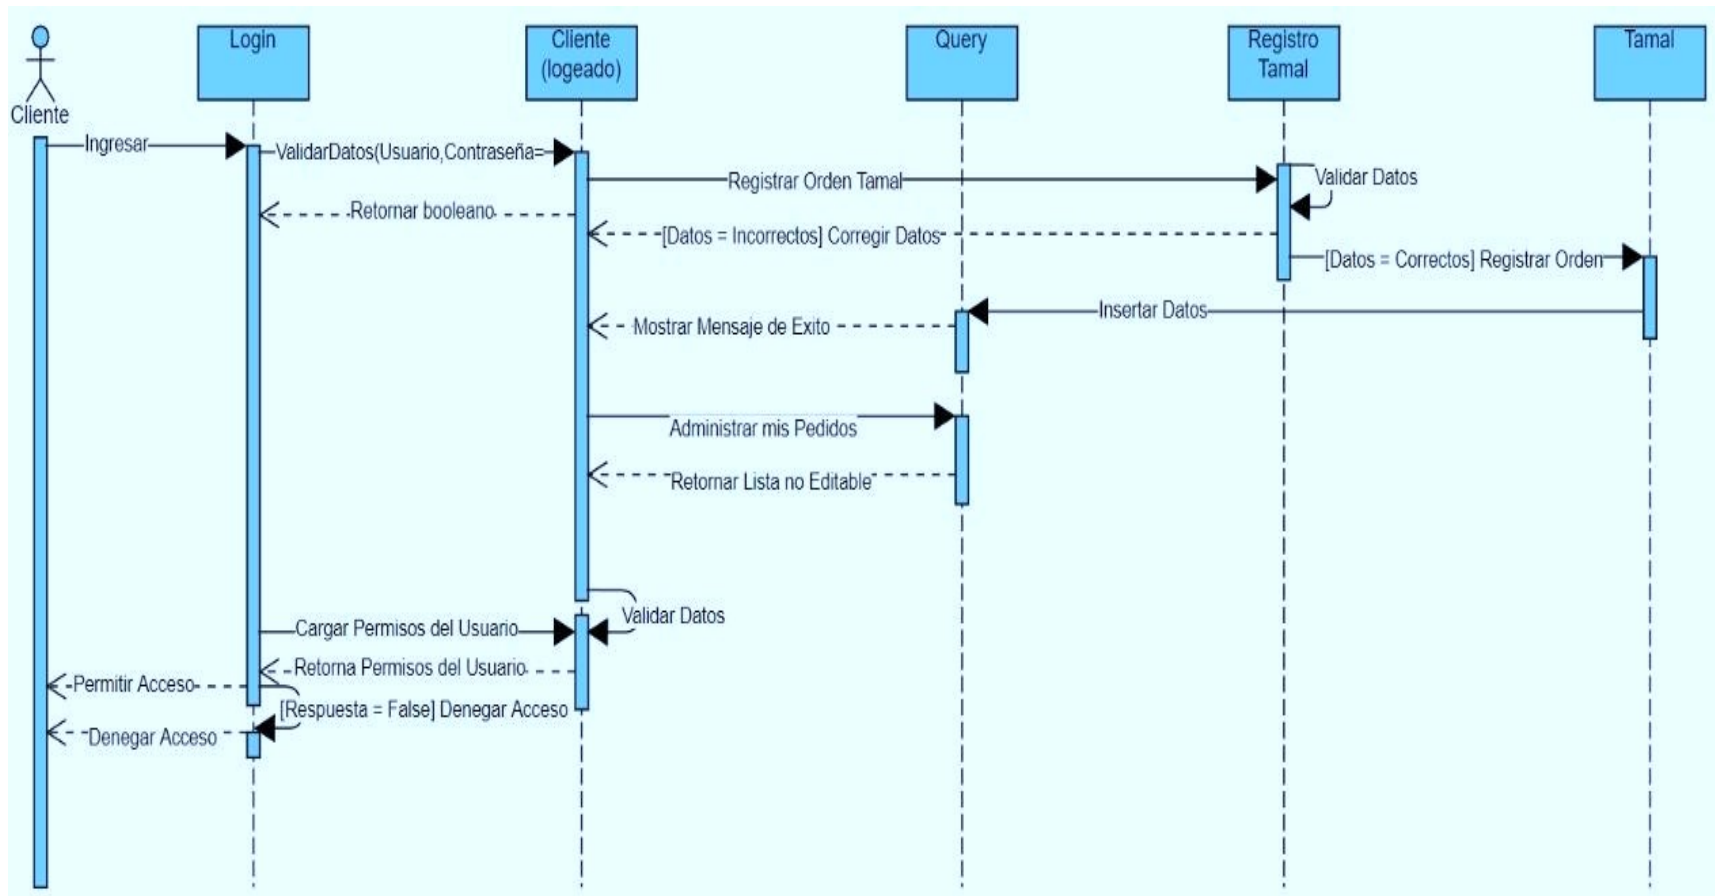 Login
Cliente
(logeado)
Query
Registro
Tamal
Tamal
Cliente
Ingresar
ValidarDatos(Usuario,Contraseña=
Registrar Orden Tamal
Validar Datos
Retornar booleano
[Datos = Incorrectos] Corregir Datos
[Datos = Correctos] Registrar Orden
Insertar Datos
Mostrar Mensaje de Exito
Administrar mis Pedidos
Retornar Lista no Editable
Validar Datos
Cargar Permisos del Usuario
Retorna Permisos del Usuario
Permitir Acceso
[Respuesta = False] Denegar Acceso
Denegar Acceso